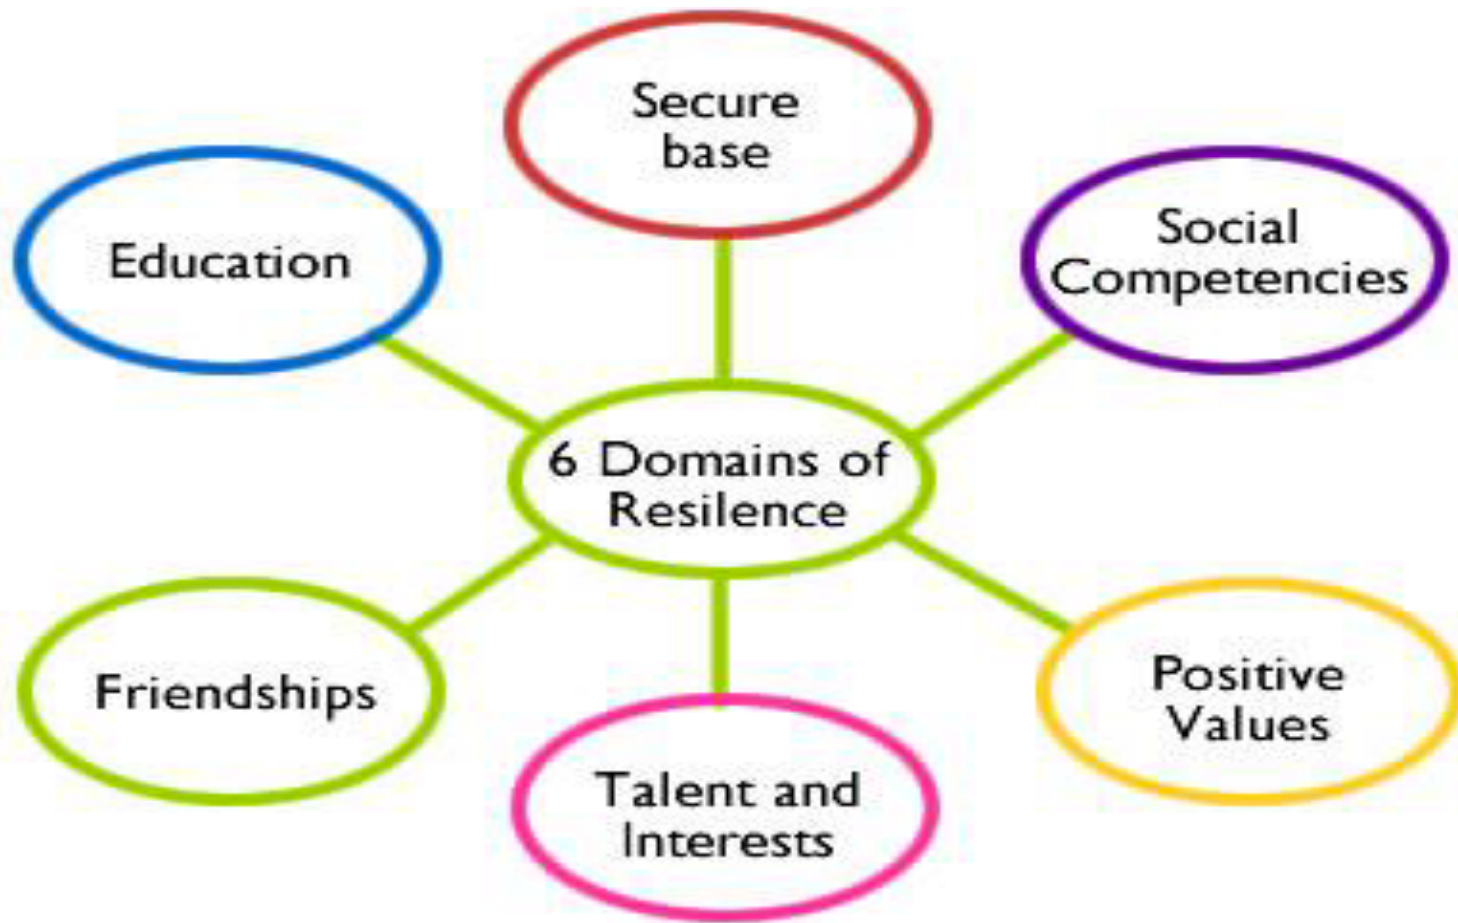 Secure
base
Education
Social
Competencies
6 Domains of
Resilence
Friendships
Positive
Values
Talent and
Interests